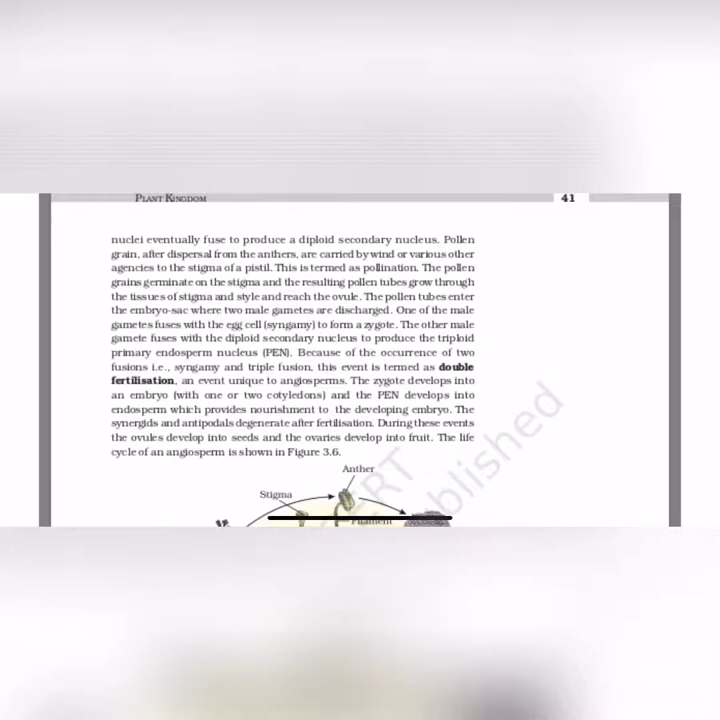 PLANT KINGDOM
41
nuclei eventually fuse to produce a diploid secondary nucleus. Pollen
grain, after dispersal from the anthers, are carried by wind or various other
agencies to the stigma of a pistil. This is termed as pollination. The pollen
grains germinate on the stigma and the resulting pollen tubes grow through
the tissues of stigma and style and reach the ovule. The pollen tubes enter
the embryo-sac where two male gametes are discharged. One of the male
gametes fuses with the egg cell (syngamy) to form a zygote. The other male
gamete fuses with the diploid secondary nucleus to produce the triploid
primary endosperm nucleus (PEN). Because of the occurrence of two
fusions i.e., syngamy and triple fusion, this event is termed as double
fertilisation, an event unique to angiosperms. The zygote develops into
an embryo (with one or two cotyledons) and the PEN develops into
endosperm which provides nourishment to the developing embryo. The
synergids and antipodals degenerate after fertilisation. During these events
the ovules develop into seeds and the ovaries develop into fruit. The life
cycle of an angiosperm is shown in Figure 3.6.
Anther
Stigma
Filament